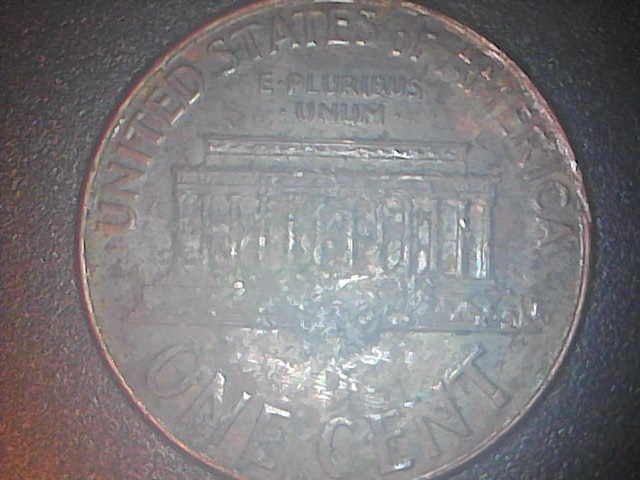 UNITED STATES OF AMERICA
E·PLURIBUS
·UNUM·
ONE CENT